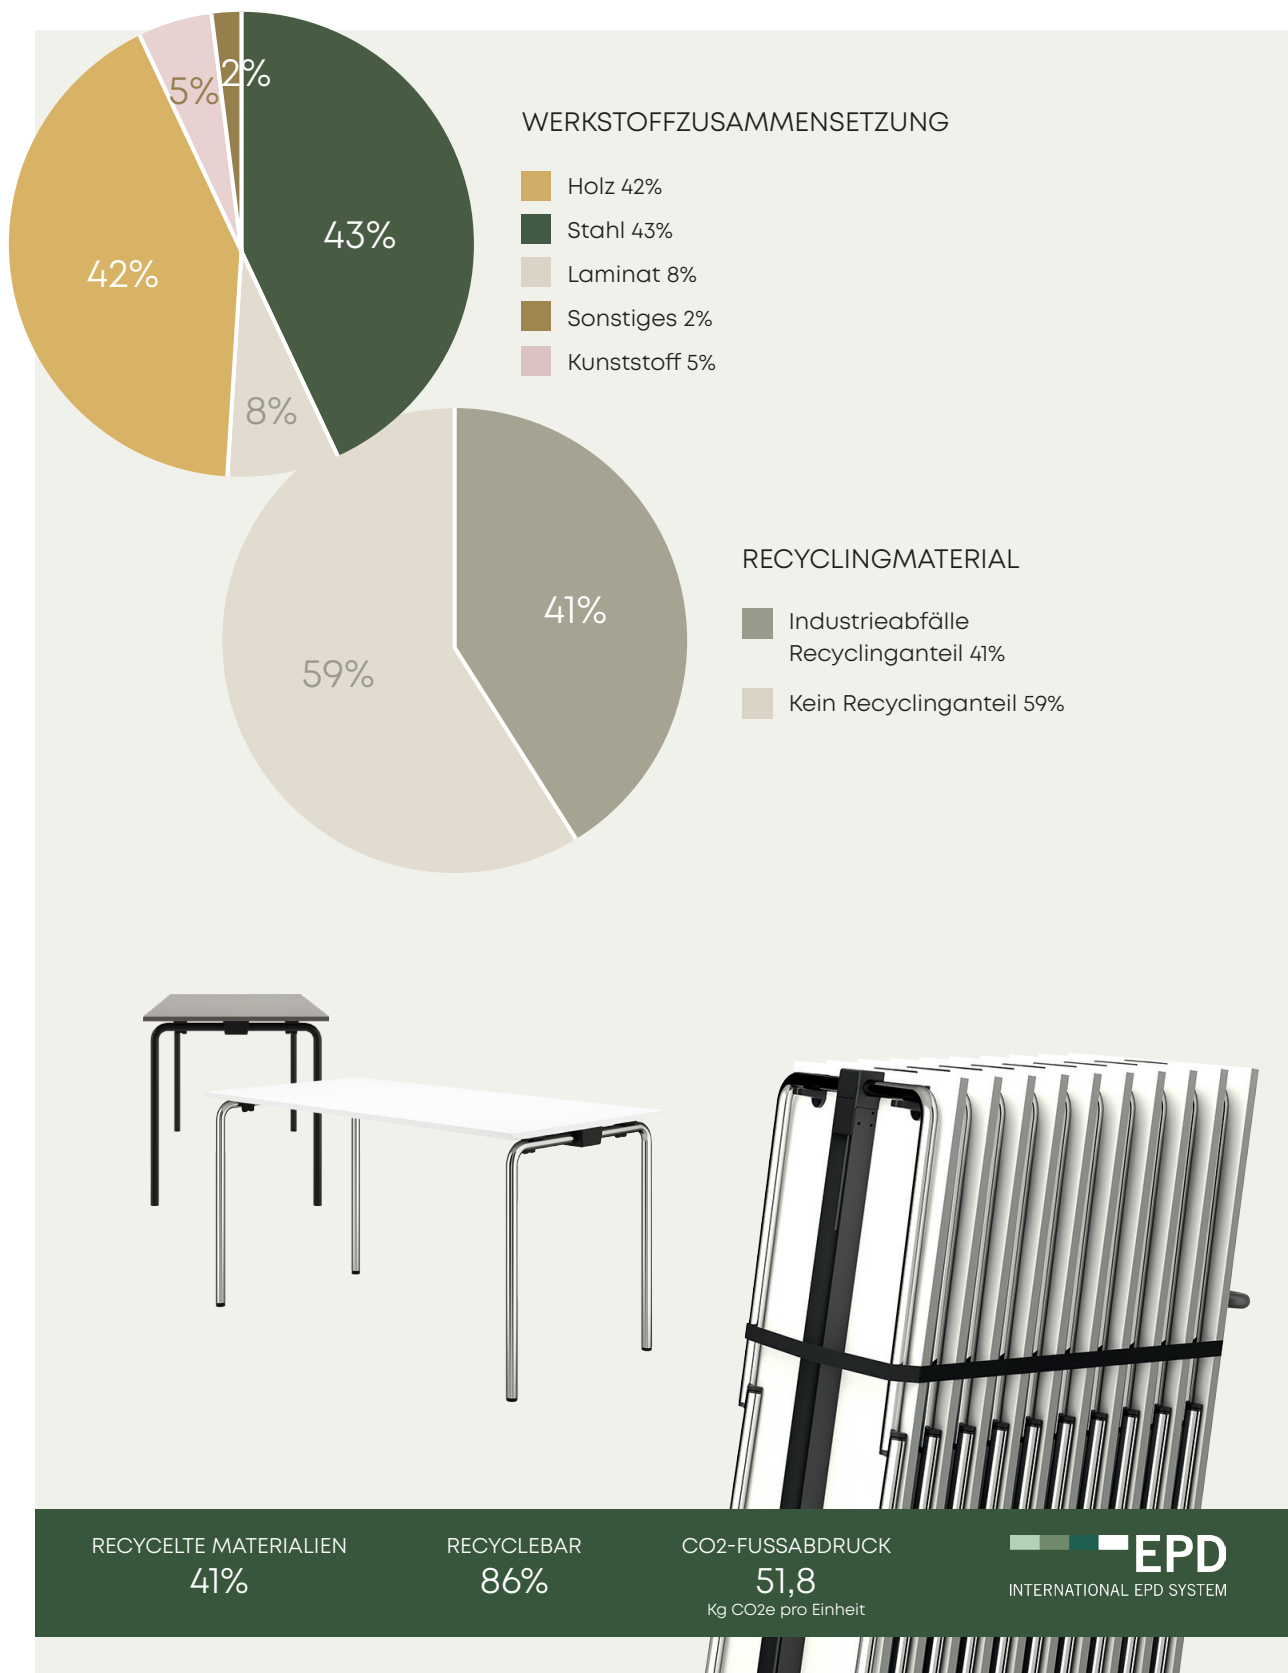 5%
2%
43%
42%
8%
WERKSTOFFZUSAMMENSETZUNG
Holz 42%
Stahl 43%
Laminat 8%
Sonstiges 2%
Kunststoff 5%
41%
59%
RECYCLINGMATERIAL
Industrieabfälle
Recyclinganteil 41%
Kein Recyclinganteil 59%
RECYCELTE MATERIALIEN
41%
RECYCLEBAR
86%
CO2-FUSSABDRUCK
51,8
Kg CO2e pro Einheit
EPD
INTERNATIONAL EPD SYSTEM